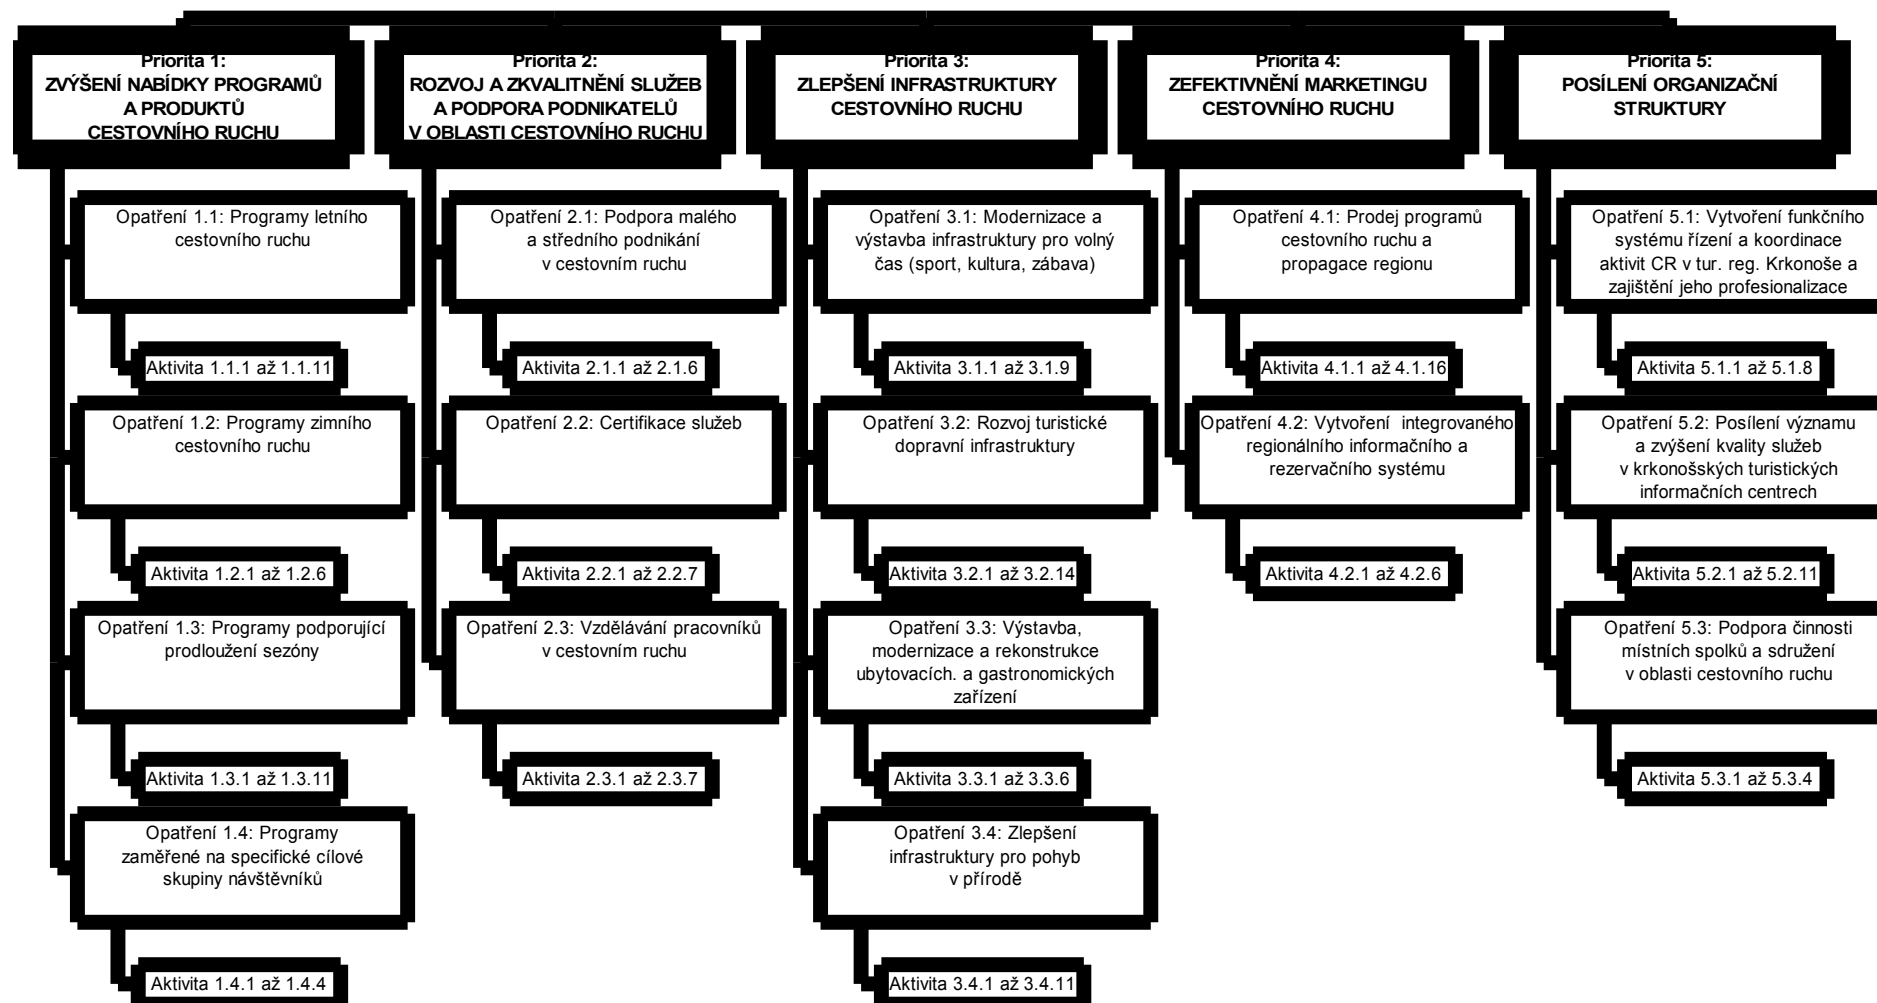 Priorita 1:
ZVÝŠENÍ NABÍDKY PROGRAMŮ
A PRODUKTŮ
CESTOVNÍHO RUCHU
Opatření 1.1: Programy letního
cestovního ruchu
Aktivita 1.1.1 až 1.1.11
Opatření 1.2: Programy zimního
cestovního ruchu
Aktivita 1.2.1 až 1.2.6
Opatření 1.3: Programy podporující
prodloužení sezóny
Aktivita 1.3.1 až 1.3.11
Opatření 1.4: Programy
zaměřené na specifické cílové
skupiny návštěvníků
Aktivita 1.4.1 až 1.4.4
Priorita 2:
ROZVOJ A ZKVALITNĚNÍ SLUŽEB
A PODPORA PODNIKATELŮ
V OBLASTI CESTOVNÍHO RUCHU
Opatření 2.1: Podpora malého
a středního podnikání
v cestovním ruchu
Aktivita 2.1.1 až 2.1.6
Opatření 2.2: Certifikace služeb
Aktivita 2.2.1 až 2.2.7
Opatření 2.3: Vzdělávání pracovníků
v cestovním ruchu
Aktivita 2.3.1 až 2.3.7
Priorita 3:
ZLEPŠENÍ INFRASTRUKTURY
CESTOVNÍHO RUCHU
Opatření 3.1: Modernizace a
výstavba infrastruktury pro volný
čas (sport, kultura, zábava)
Aktivita 3.1.1 až 3.1.9
Opatření 3.2: Rozvoj turistické
dopravní infrastruktury
Aktivita 3.2.1 až 3.2.14
Opatření 3.3: Výstavba,
modernizace a rekonstrukce
ubytovacích. a gastronomických
zařízení
Aktivita 3.3.1 až 3.3.6
Opatření 3.4: Zlepšení
infrastruktury pro pohyb
v přírodě
Aktivita 3.4.1 až 3.4.11
Priorita 4:
ZEFEKTIVNĚNÍ MARKETINGU
CESTOVNÍHO RUCHU
Opatření 4.1: Prodej programů
cestovního ruchu a
propagace regionu
Aktivita 4.1.1 až 4.1.16
Opatření 4.2: Vytvoření integrovaného
regionálního informačního a
rezervačního systému
Aktivita 4.2.1 až 4.2.6
Priorita 5:
POSÍLENÍ ORGANIZAČNÍ
STRUKTURY
Opatření 5.1: Vytvoření funkčního
systému řízení a koordinace
aktivit CR v tur. reg. Krkonoše a
zajištění jeho profesionalizace
Aktivita 5.1.1 až 5.1.8
Opatření 5.2: Posílení významu
a zvýšení kvality služeb
v krkonošských turistických
informačních centrech
Aktivita 5.2.1 až 5.2.11
Opatření 5.3: Podpora činnosti
místních spolků a sdružení
v oblasti cestovního ruchu
Aktivita 5.3.1 až 5.3.4